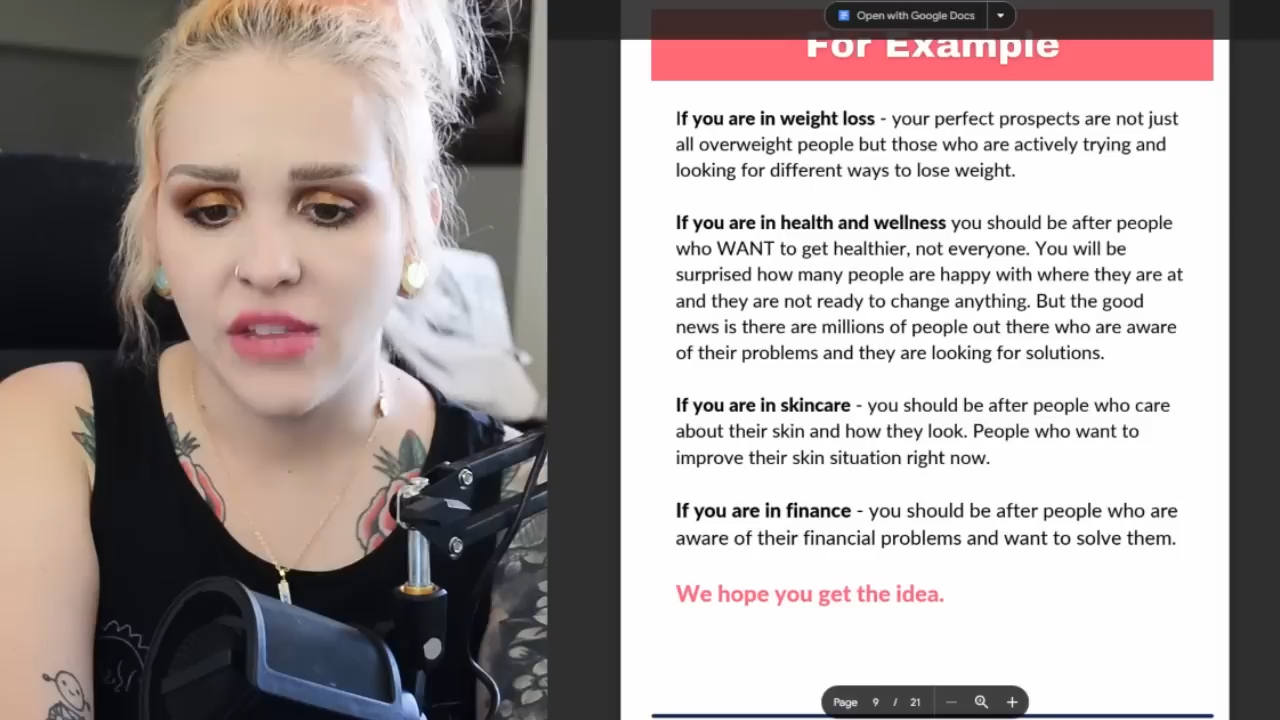 Open with Google Docs
For Example
If you are in weight loss - your perfect prospects are not just
all overweight people but those who are actively trying and
looking for different ways to lose weight.
If you are in health and wellness you should be after people
who WANT to get healthier, not everyone. You will be
surprised how many people are happy with where they are at
and they are not ready to change anything. But the good
news is there are millions of people out there who are aware
of their problems and they are looking for solutions.
If you are in skincare - you should be after people who care
about their skin and how they look. People who want to
improve their skin situation right now.
If you are in finance - you should be after people who are
aware of their financial problems and want to solve them.
We hope you get the idea.
Page 9 / 21